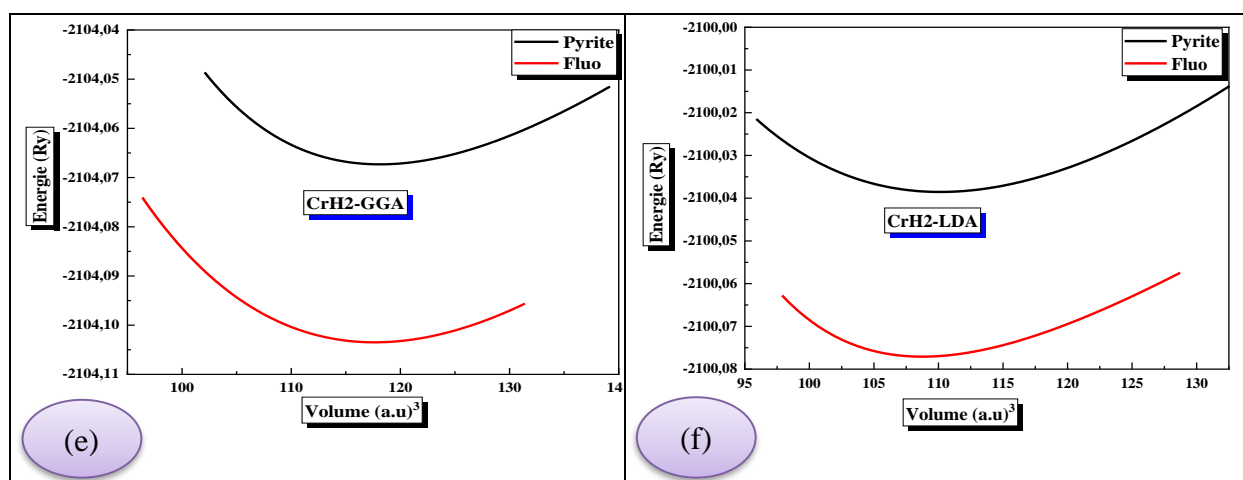 -2104,04
-2104,05
-2104,06
-2104,07
-2104,08
-2104,09
-2104,10
-2104,11
Energie (Ry)
Pyrite
Fluo
CrH2-GGA
100
110
120
130
14
Volume (a.u)³
(e)
-2100,00
-2100,01
-2100,02
-2100,03
-2100,04
-2100,05
-2100,06
-2100,07
-2100,08
Energie (Ry)
Pyrite
Fluo
CrH2-LDA
95
100
105
110
115
120
125
130
Volume (a.u)³
(f)